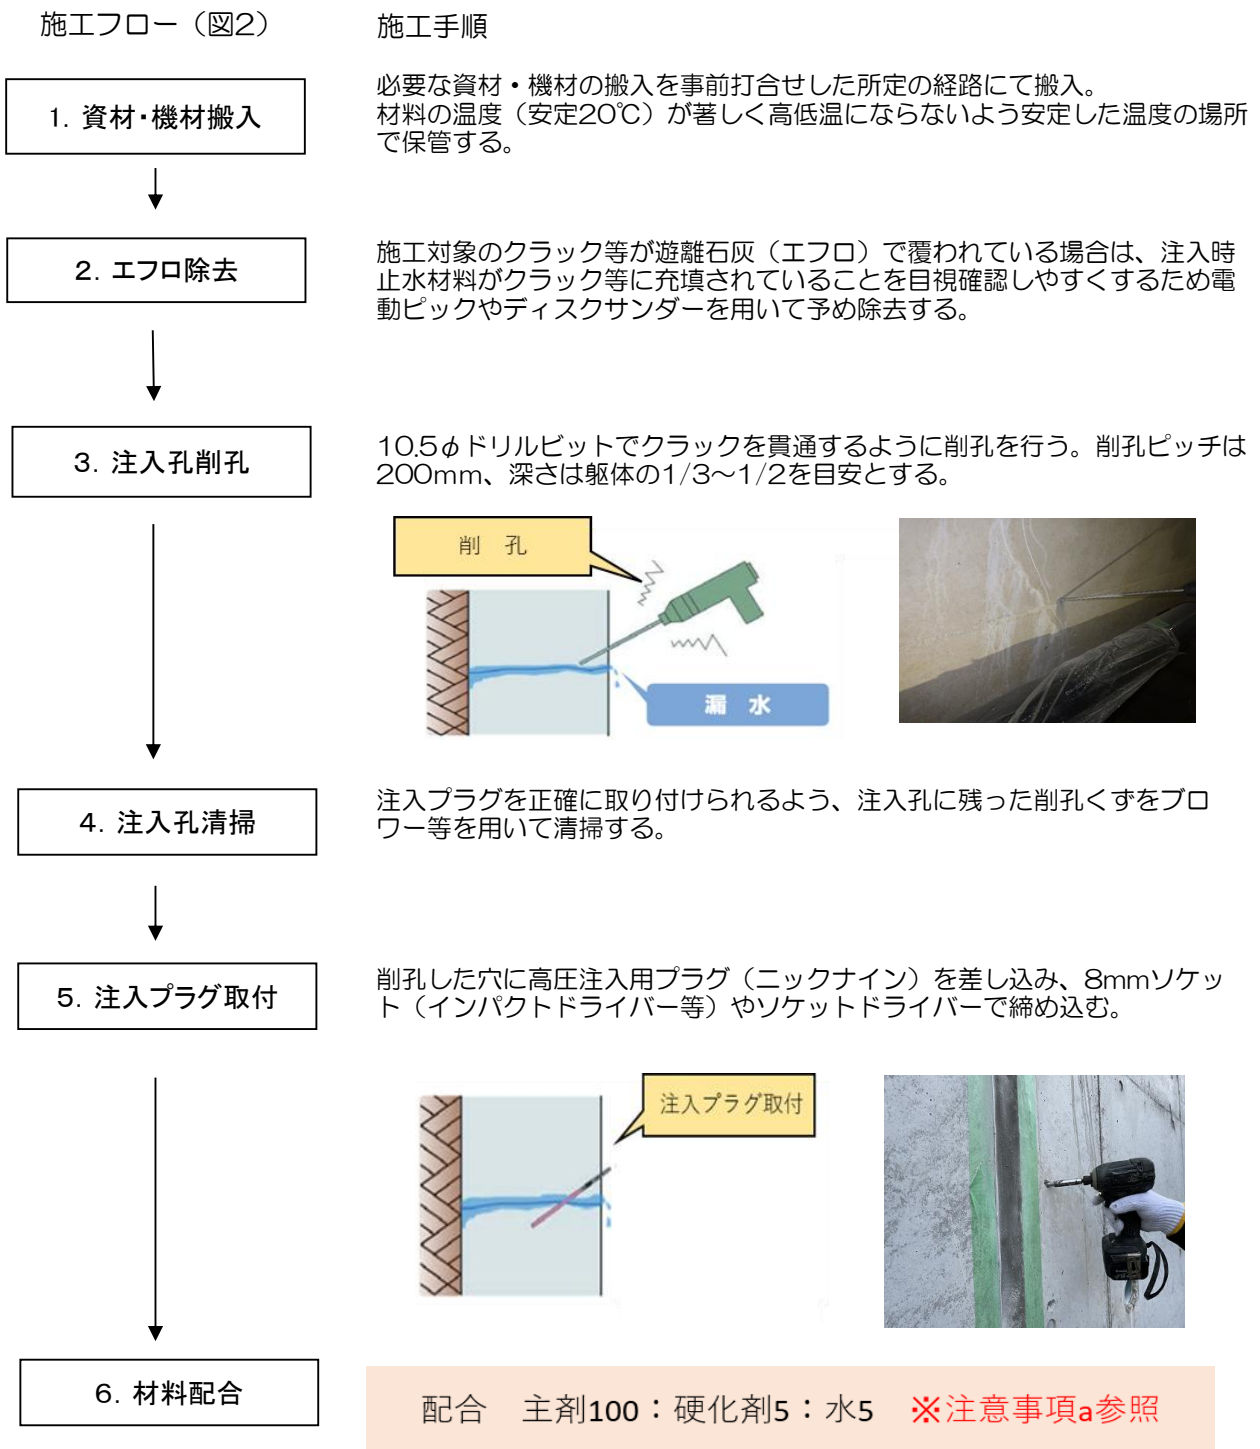 施工フロー（図2）
施工手順
1. 資材・機材搬入
必要な資材・機材の搬入を事前打合せした所定の経路にて搬入。
材料の温度（安定20℃）が著しく高低温にならないよう安定した温度の場所
で保管する。
2. エフロ除去
施工対象のクラック等が遊離石灰（エフロ）で覆われている場合は、注入時
止水材料がクラック等に充填されていることを目視確認しやすくするため電
動ピックやディスクサンダーを用いて予め除去する。
3. 注入孔削孔
10.5φドリルビットでクラックを貫通するように削孔を行う。削孔ピッチは
200mm、深さは躯体の1/3～1/2を目安とする。
削　孔
漏　水
4. 注入孔清掃
注入プラグを正確に取り付けられるよう、注入孔に残った削孔くずをブロ
ワー等を用いて清掃する。
5. 注入プラグ取付
削孔した穴に高圧注入用プラグ（ニックナイン）を差し込み、8mmソケッ
ト（インパクトドライバー等）やソケットドライバーで締め込む。
注入プラグ取付
6. 材料配合
配合　主剤100：硬化剤5：水5　※注意事項a参照